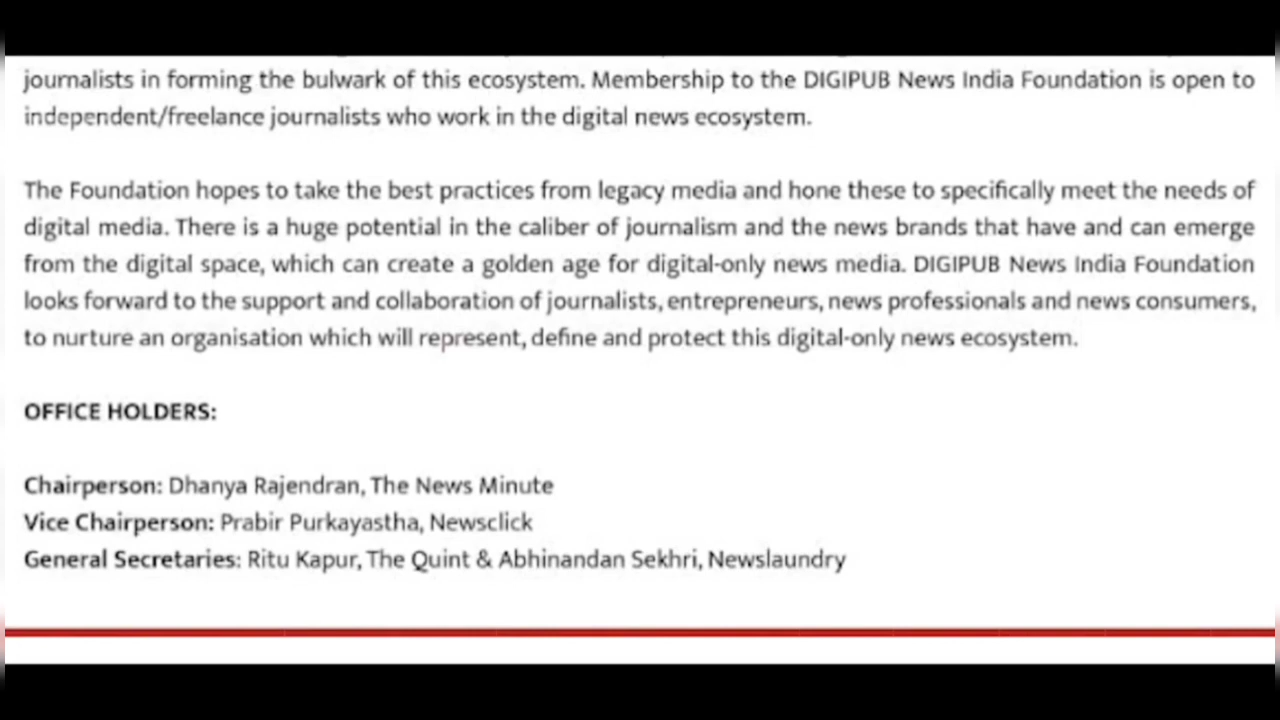 journalists in forming the bulwark of this ecosystem. Membership to the DIGIPUB News India Foundation is open to
independent/freelance journalists who work in the digital news ecosystem.
The Foundation hopes to take the best practices from legacy media and hone these to specifically meet the needs of
digital media. There is a huge potential in the caliber of journalism and the news brands that have and can emerge
from the digital space, which can create a golden age for digital-only news media. DIGIPUB News India Foundation
looks forward to the support and collaboration of journalists, entrepreneurs, news professionals and news consumers,
to nurture an organisation which will represent, define and protect this digital-only news ecosystem.
OFFICE HOLDERS:
Chairperson: Dhanya Rajendran, The News Minute
Vice Chairperson: Prabir Purkayastha, Newsclick
General Secretaries: Ritu Kapur, The Quint & Abhinandan Sekhri, Newslaundry